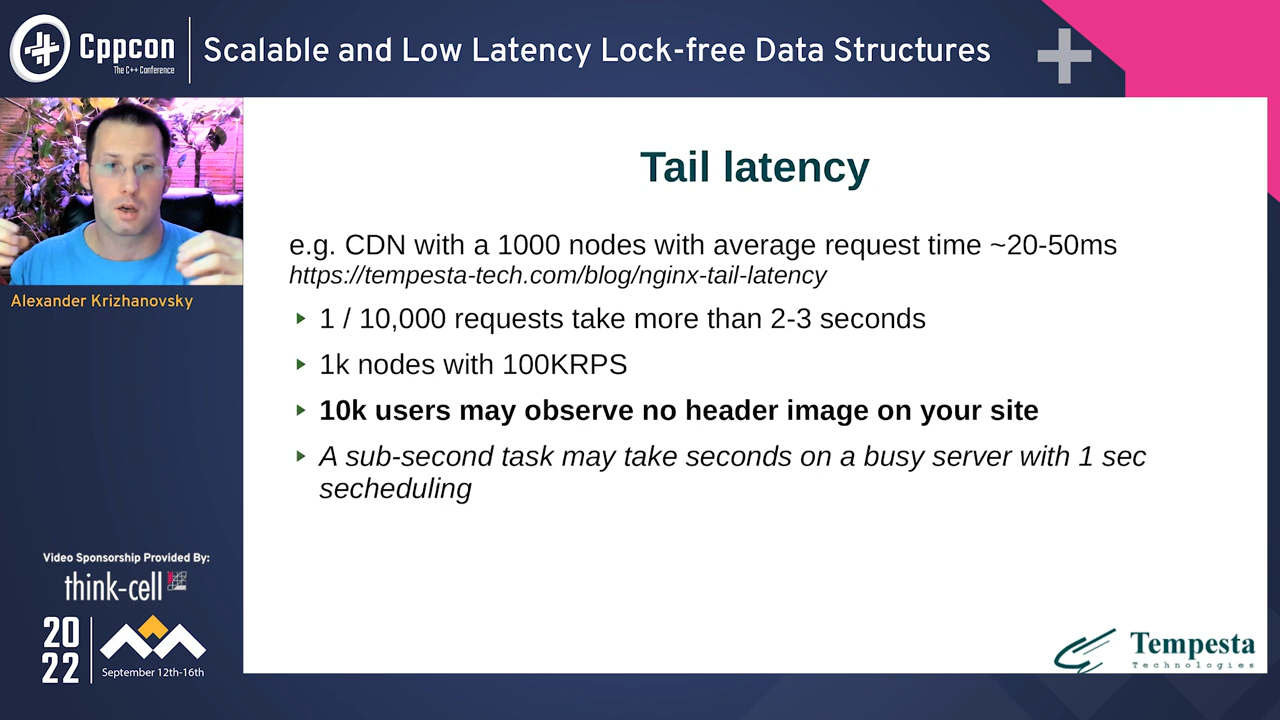 Cppcon
The C++ Conference
Scalable and Low Latency Lock-free Data Structures
Alexander Krizhanovsky
Tail latency
e.g. CDN with a 1000 nodes with average request time ~20-50ms
https://tempesta-tech.com/blog/nginx-tail-latency
1 / 10,000 requests take more than 2-3 seconds
1k nodes with 100KRPS
10k users may observe no header image on your site
A sub-second task may take seconds on a busy server with 1 sec
secheduling
Video Sponsorship Provided By:
think-cell
20
22
September 12th-16th
Tempesta
Technologies